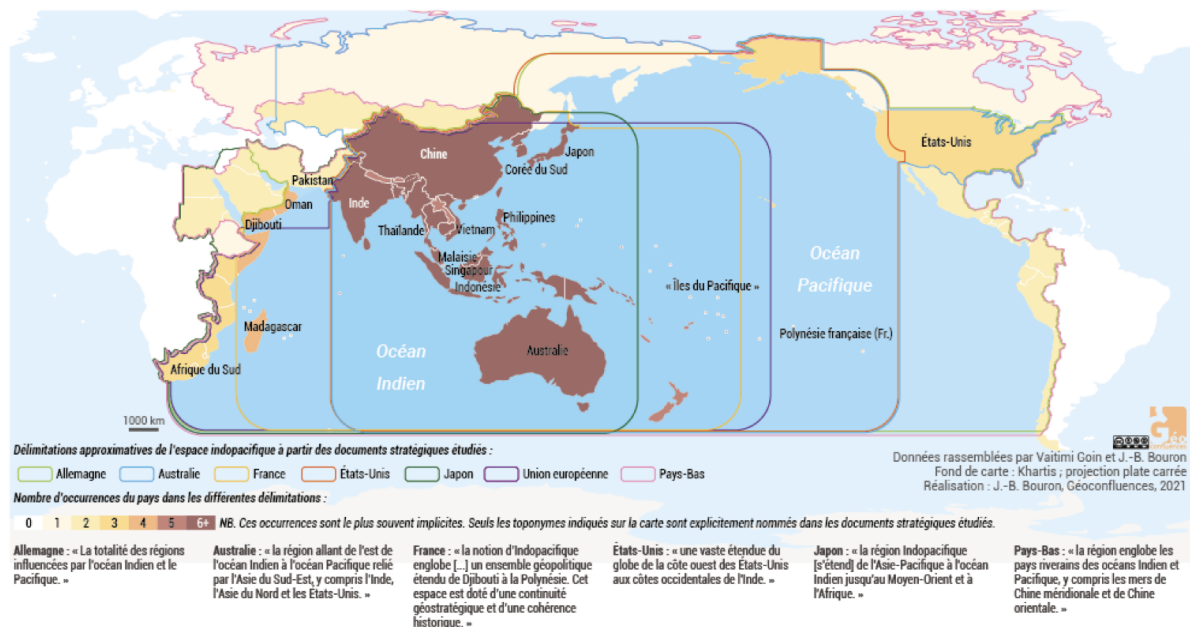 États-Unis
Chine
Japon
Corée du Sud
Pakistan
Oman
Inde
Djibouti
Philippines
Thaïlande
Vietnam
Malaisie
Singapour
Indonésie
« Îles du Pacifique »
Océan
Pacifique
Madagascar
Polynésie française (Fr.)
Océan
Indien
Australie
Afrique du Sud
1000 km
Délimitations approximatives de l'espace indopacifique à partir des documents stratégiques étudiés :
Allemagne Australie France États-Unis Japon Union européenne Pays-Bas
Données rassemblées par Vaitimi Goin et J.-B. Bouron
Fond de carte : Khartis ; projection plate carrée
Réalisation : J.-B. Bouron, Géoconfluences, 2021
Nombre d'occurrences du pays dans les différentes délimitations :
0 1 2 3 4 5 6+ NB. Ces occurrences sont le plus souvent implicites. Seuls les toponymes indiqués sur la carte sont explicitement nommés dans les documents stratégiques étudiés.
Allemagne : « La totalité des régions
influencées par l'océan Indien et le
Pacifique. »
Australie : « la région allant de l'est de
l'océan Indien à l'océan Pacifique relié
par l'Asie du Sud-Est, y compris l'Inde,
l'Asie du Nord et les États-Unis. »
France : « la notion d'Indopacifique
englobe [...] un ensemble géopolitique
étendu de Djibouti à la Polynésie. Cet
espace est doté d'une continuité
géostratégique et d'une cohérence
historique. »
États-Unis : « une vaste étendue du
globe de la côte ouest des États-Unis
aux côtes occidentales de l'Inde. »
Japon : « la région Indopacifique
[s'étend] de l'Asie-Pacifique à l'océan
Indien jusqu'au Moyen-Orient et à
l'Afrique. »
Pays-Bas : « la région englobe les
pays riverains des océans Indien et
Pacifique, y compris les mers de
Chine méridionale et de Chine
orientale. »